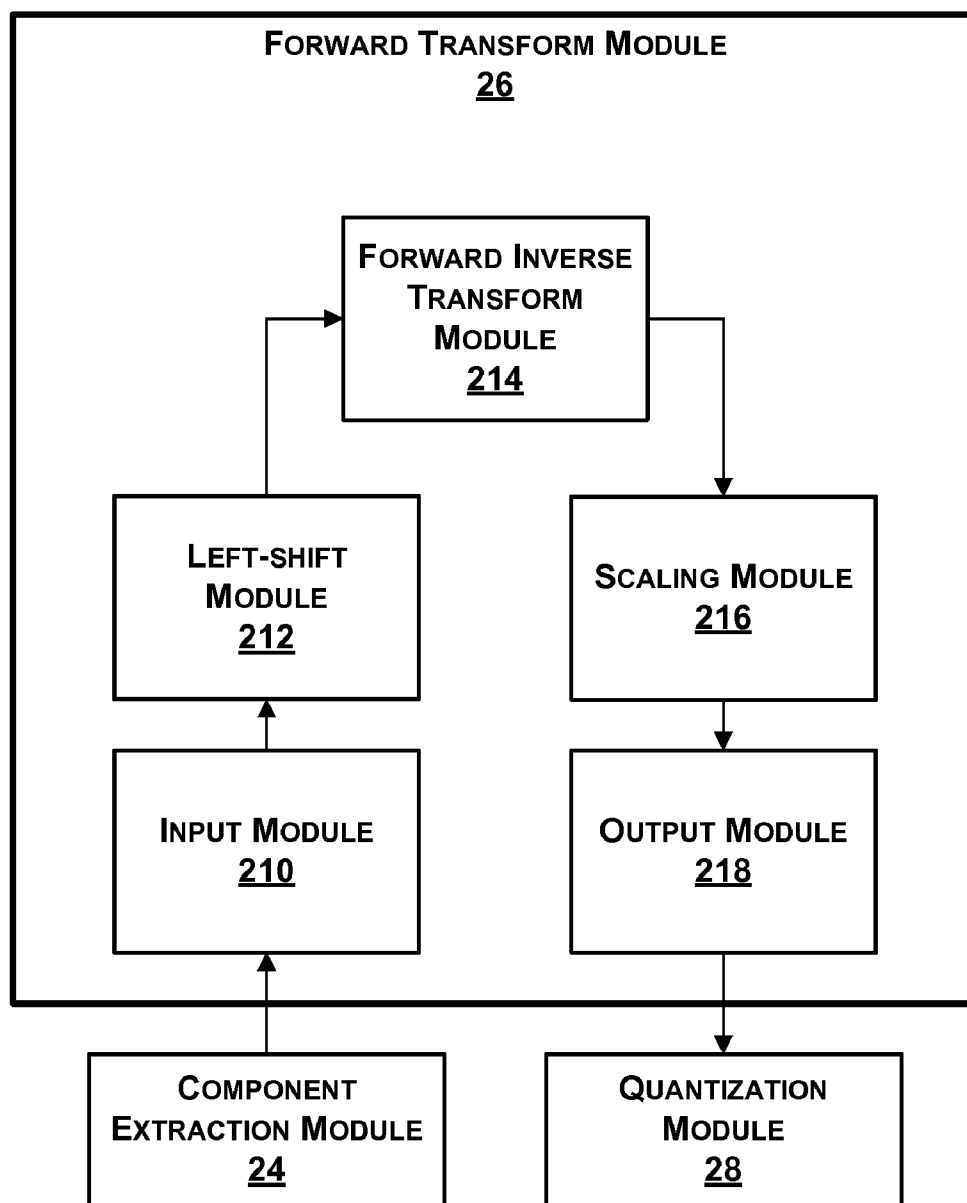 FORWARD TRANSFORM MODULE
26
FORWARD INVERSE
TRANSFORM
MODULE
214
LEFT-SHIFT
MODULE
212
SCALING MODULE
216
INPUT MODULE
210
OUTPUT MODULE
218
COMPONENT
EXTRACTION MODULE
24
QUANTIZATION
MODULE
28